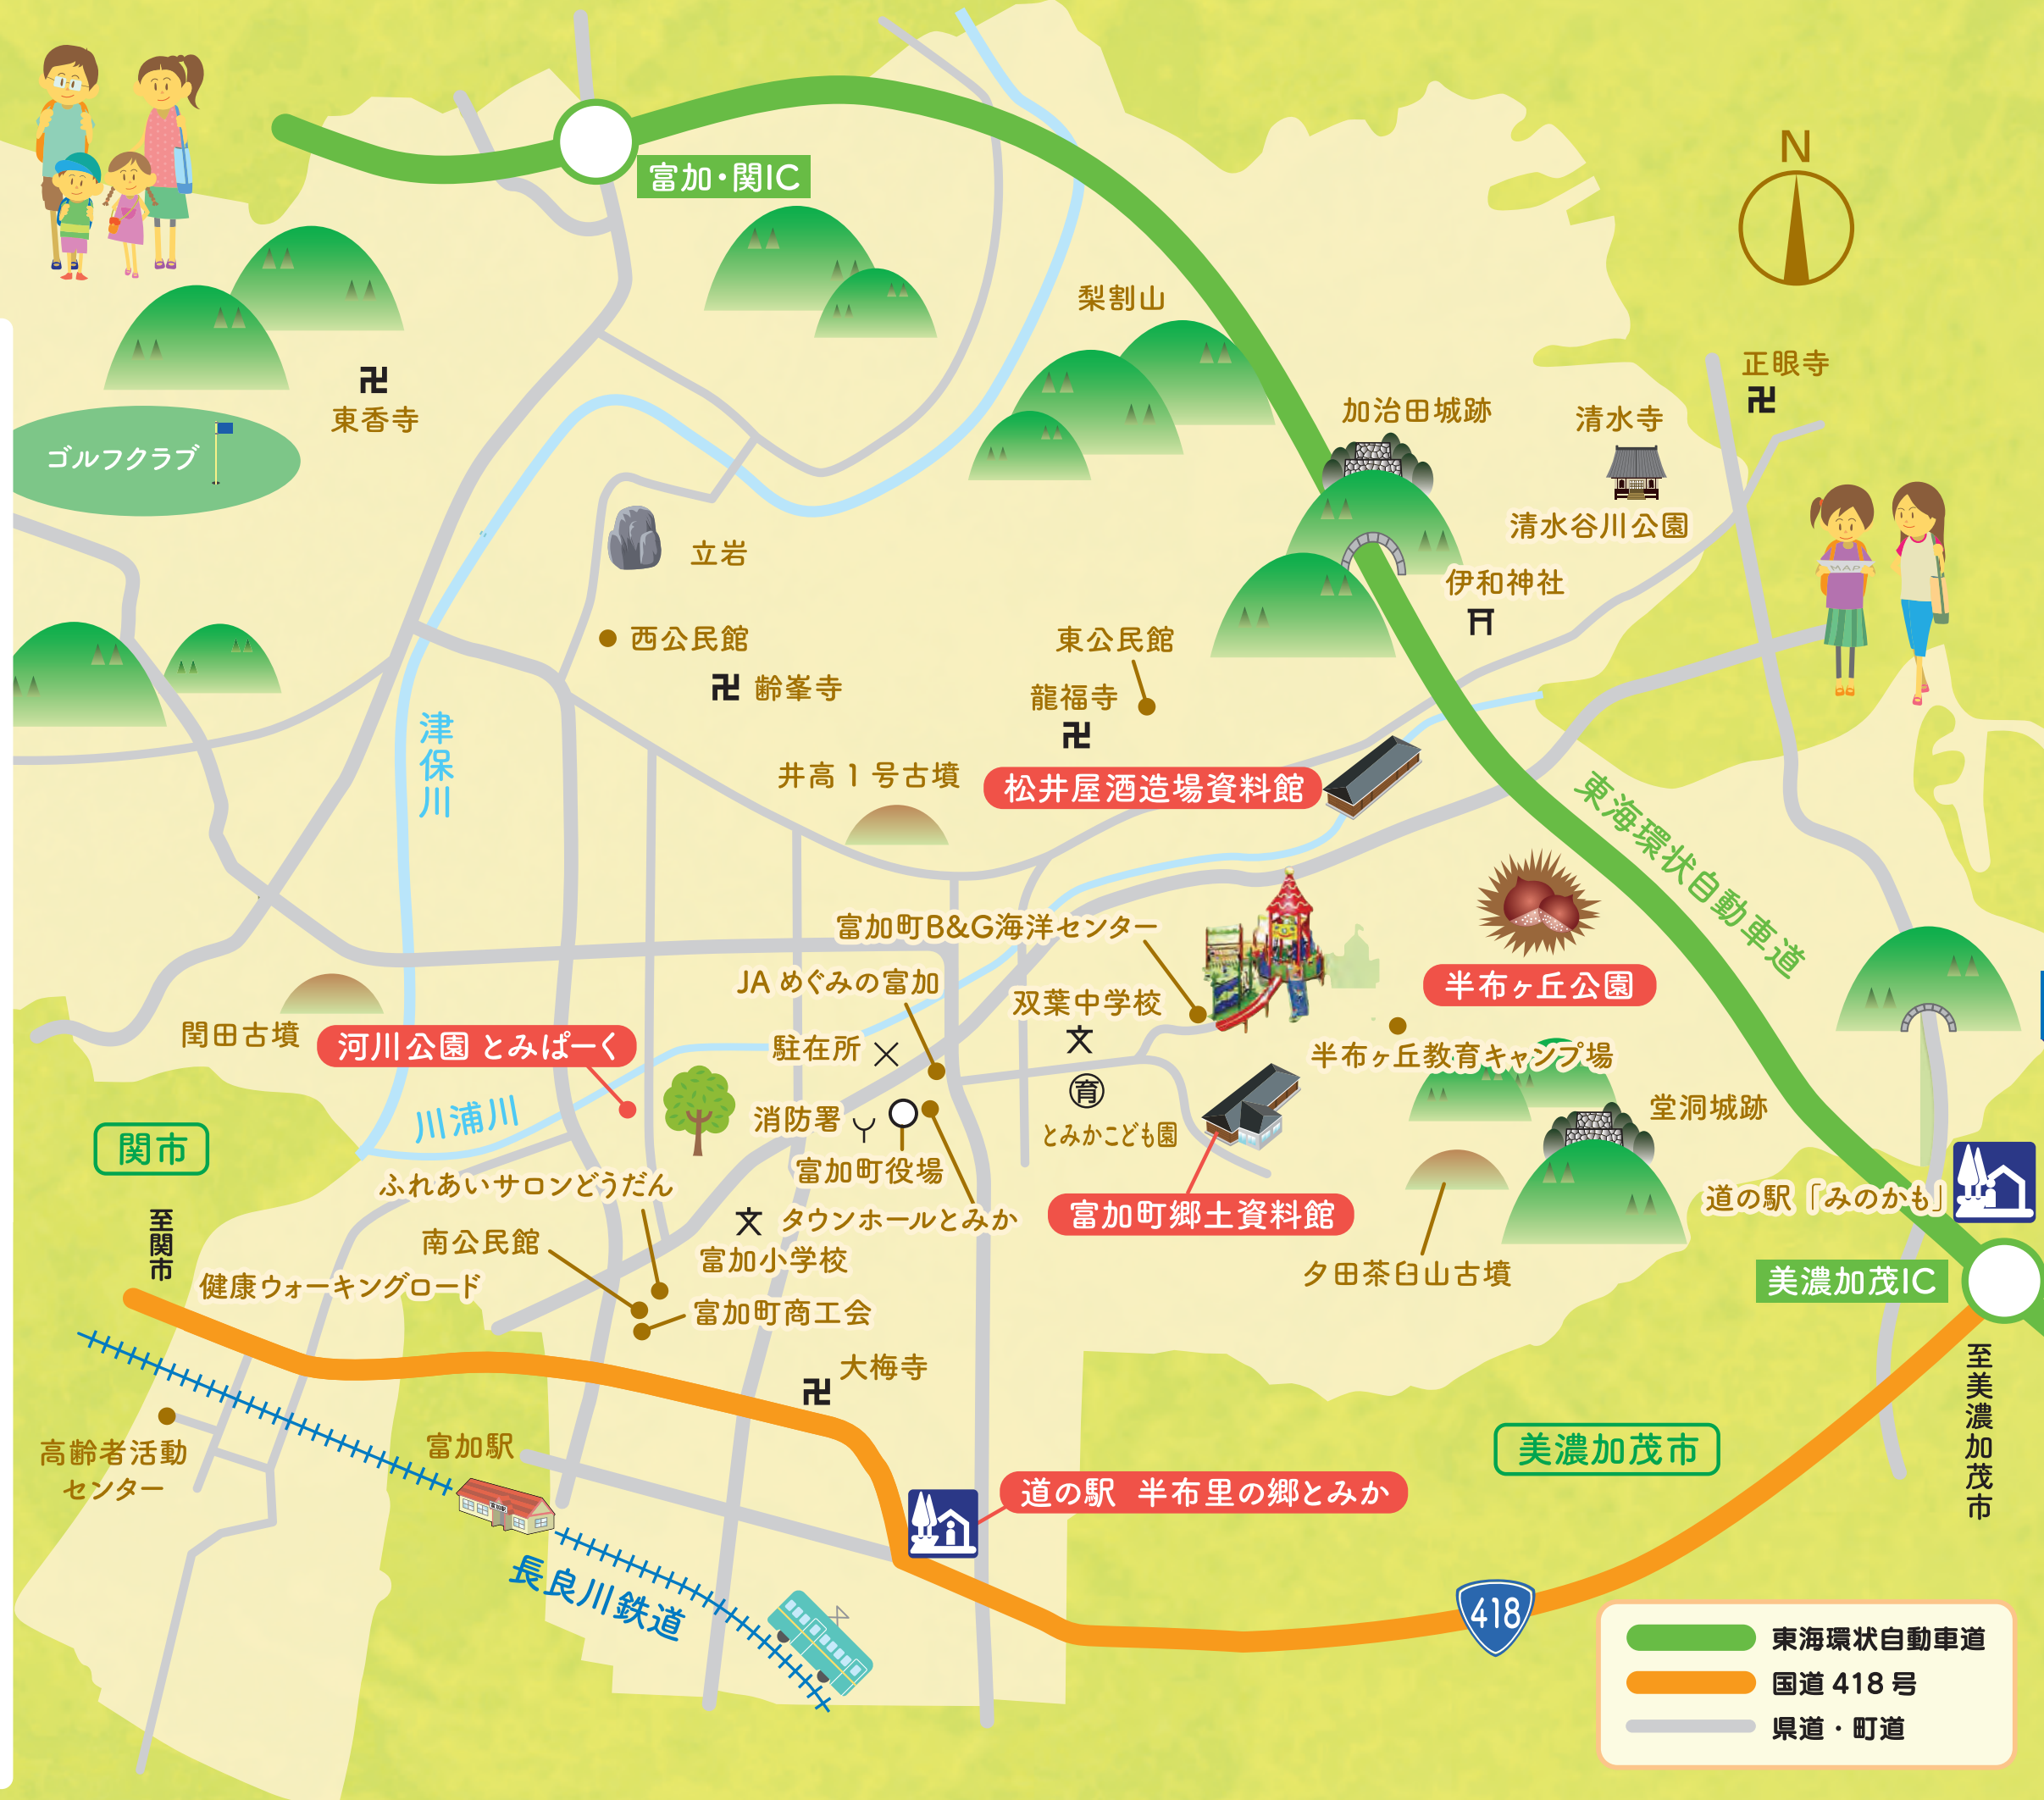 富加・関IC
N
梨割山
正眼寺
加治田城跡
清水寺
東香寺
ゴルフクラブ
清水谷川公園
立岩
MAP
伊和神社
西公民館
東公民館
齢峯寺
龍福寺
津保川
井高1号古墳
松井屋酒造場資料館
東海環状自動車道
富加町B&G海洋センター
JAめぐみの富加
半布ヶ丘公園
双葉中学校
文
閏田古墳
河川公園 とみぱーく
駐在所
半布ヶ丘教育キャンプ場
育
川浦川
消防署
とみかこども園
堂洞城跡
関市
富加町役場
ふれあいサロンどうだん
道の駅「みのかも」
至関市
文
タウンホールとみか
富加町郷土資料館
南公民館
富加小学校
夕田茶臼山古墳
美濃加茂IC
健康ウォーキングロード
富加町商工会
大梅寺
至美濃加茂市
高齢者活動
センター
富加駅
美濃加茂市
道の駅 半布里の郷とみか
長良川鉄道
418
東海環状自動車道
国道418号
県道・町道